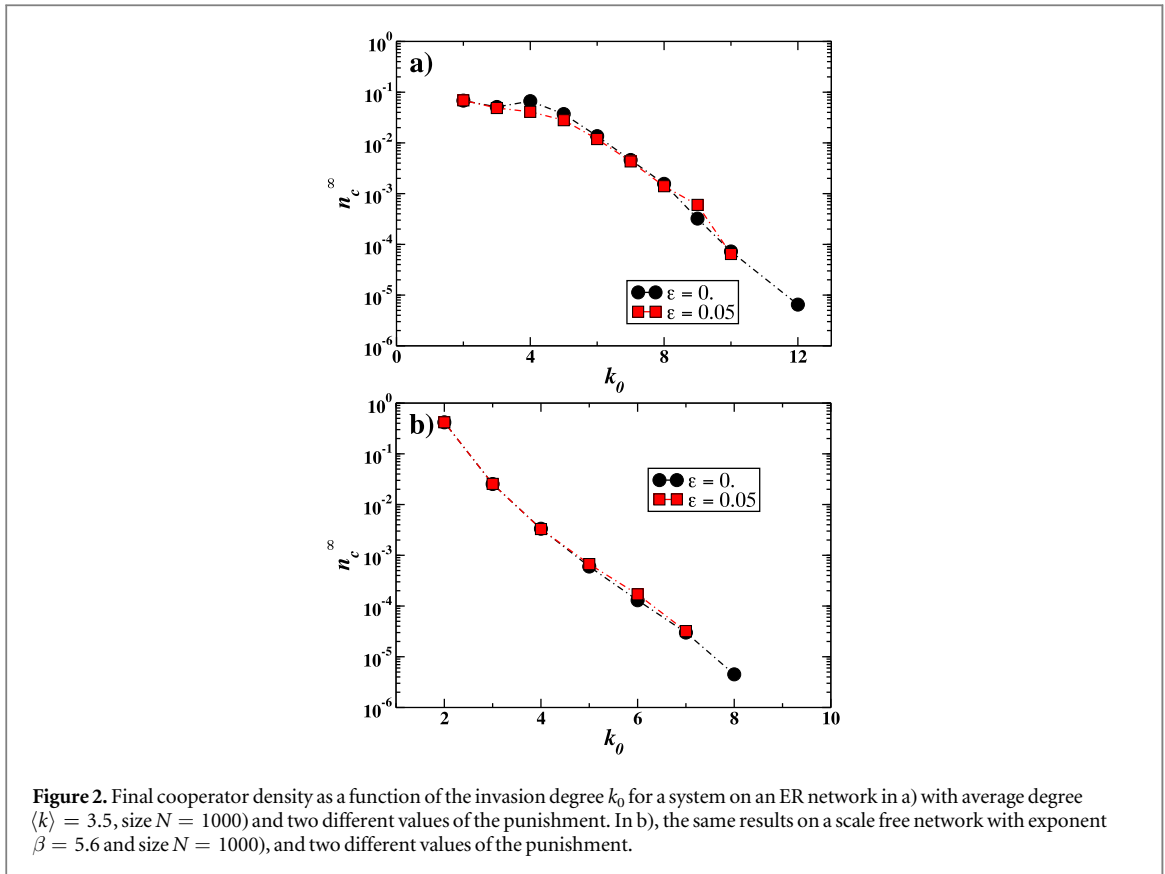 10⁰
a)
10⁻¹
10⁻²
10⁻³
10⁻⁴
10⁻⁵
10⁻⁶
n_c^∞
ε = 0.
ε = 0.05
0 4 8 12
k₀
10⁰
b)
10⁻¹
10⁻²
10⁻³
10⁻⁴
10⁻⁵
10⁻⁶
n_c^∞
ε = 0.
ε = 0.05
2 4 6 8 10
k₀
Figure 2. Final cooperator density as a function of the invasion degree k₀ for a system on an ER network in a) with average degree
⟨k⟩ = 3.5, size N = 1000) and two different values of the punishment. In b), the same results on a scale free network with exponent
β = 5.6 and size N = 1000), and two different values of the punishment.